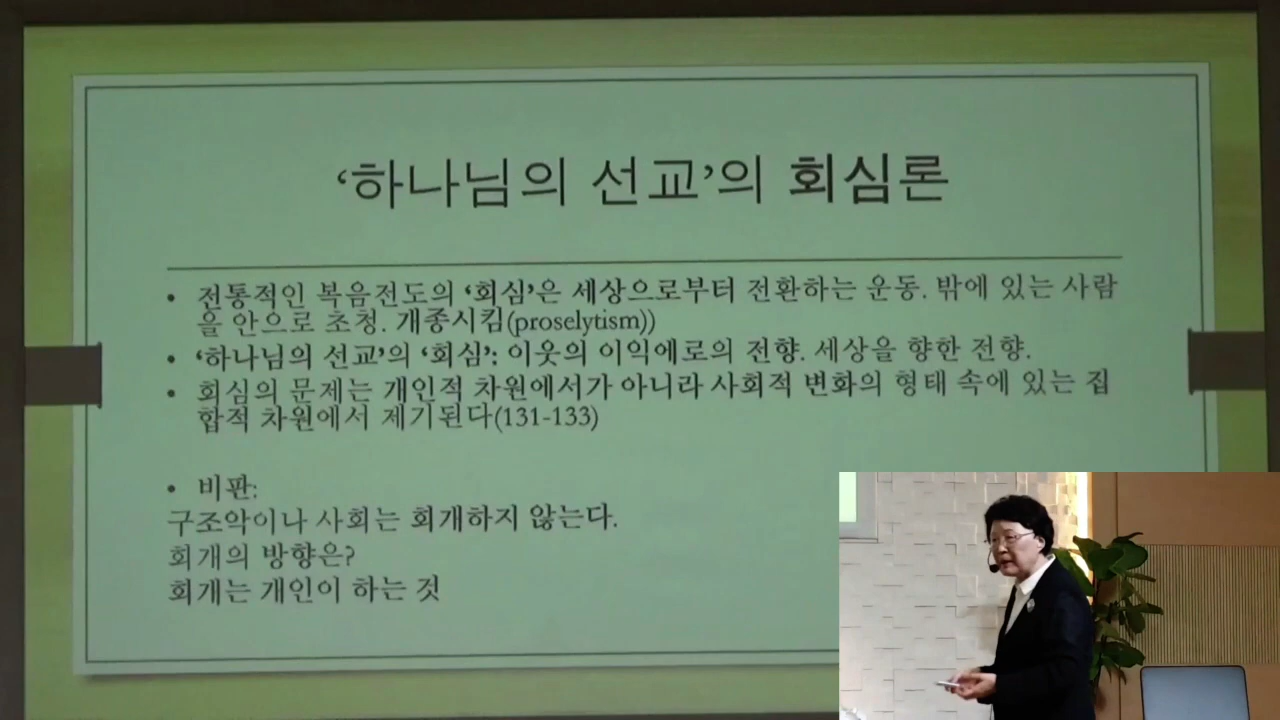 ‘하나님의 선교’의 회심론
• 전통적인 복음전도의 ‘회심’은 세상으로부터 전환하는 운동. 밖에 있는 사람
을 안으로 초청. 개종시킴(proselytism))
• ‘하나님의 선교’의 ‘회심’: 이웃의 이익에로의 전향. 세상을 향한 전향.
• 회심의 문제는 개인적 차원에서가 아니라 사회적 변화의 형태 속에 있는 집
합적 차원에서 제기된다(131-133)
• 비판:
구조악이나 사회는 회개하지 않는다.
회개의 방향은?
회개는 개인이 하는 것